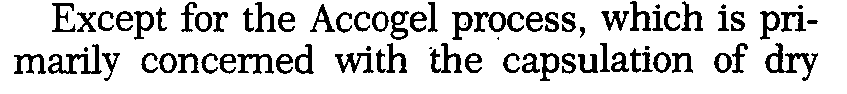 Except for the Accogel process, which is pri-
marily concerned with the capsulation of dry